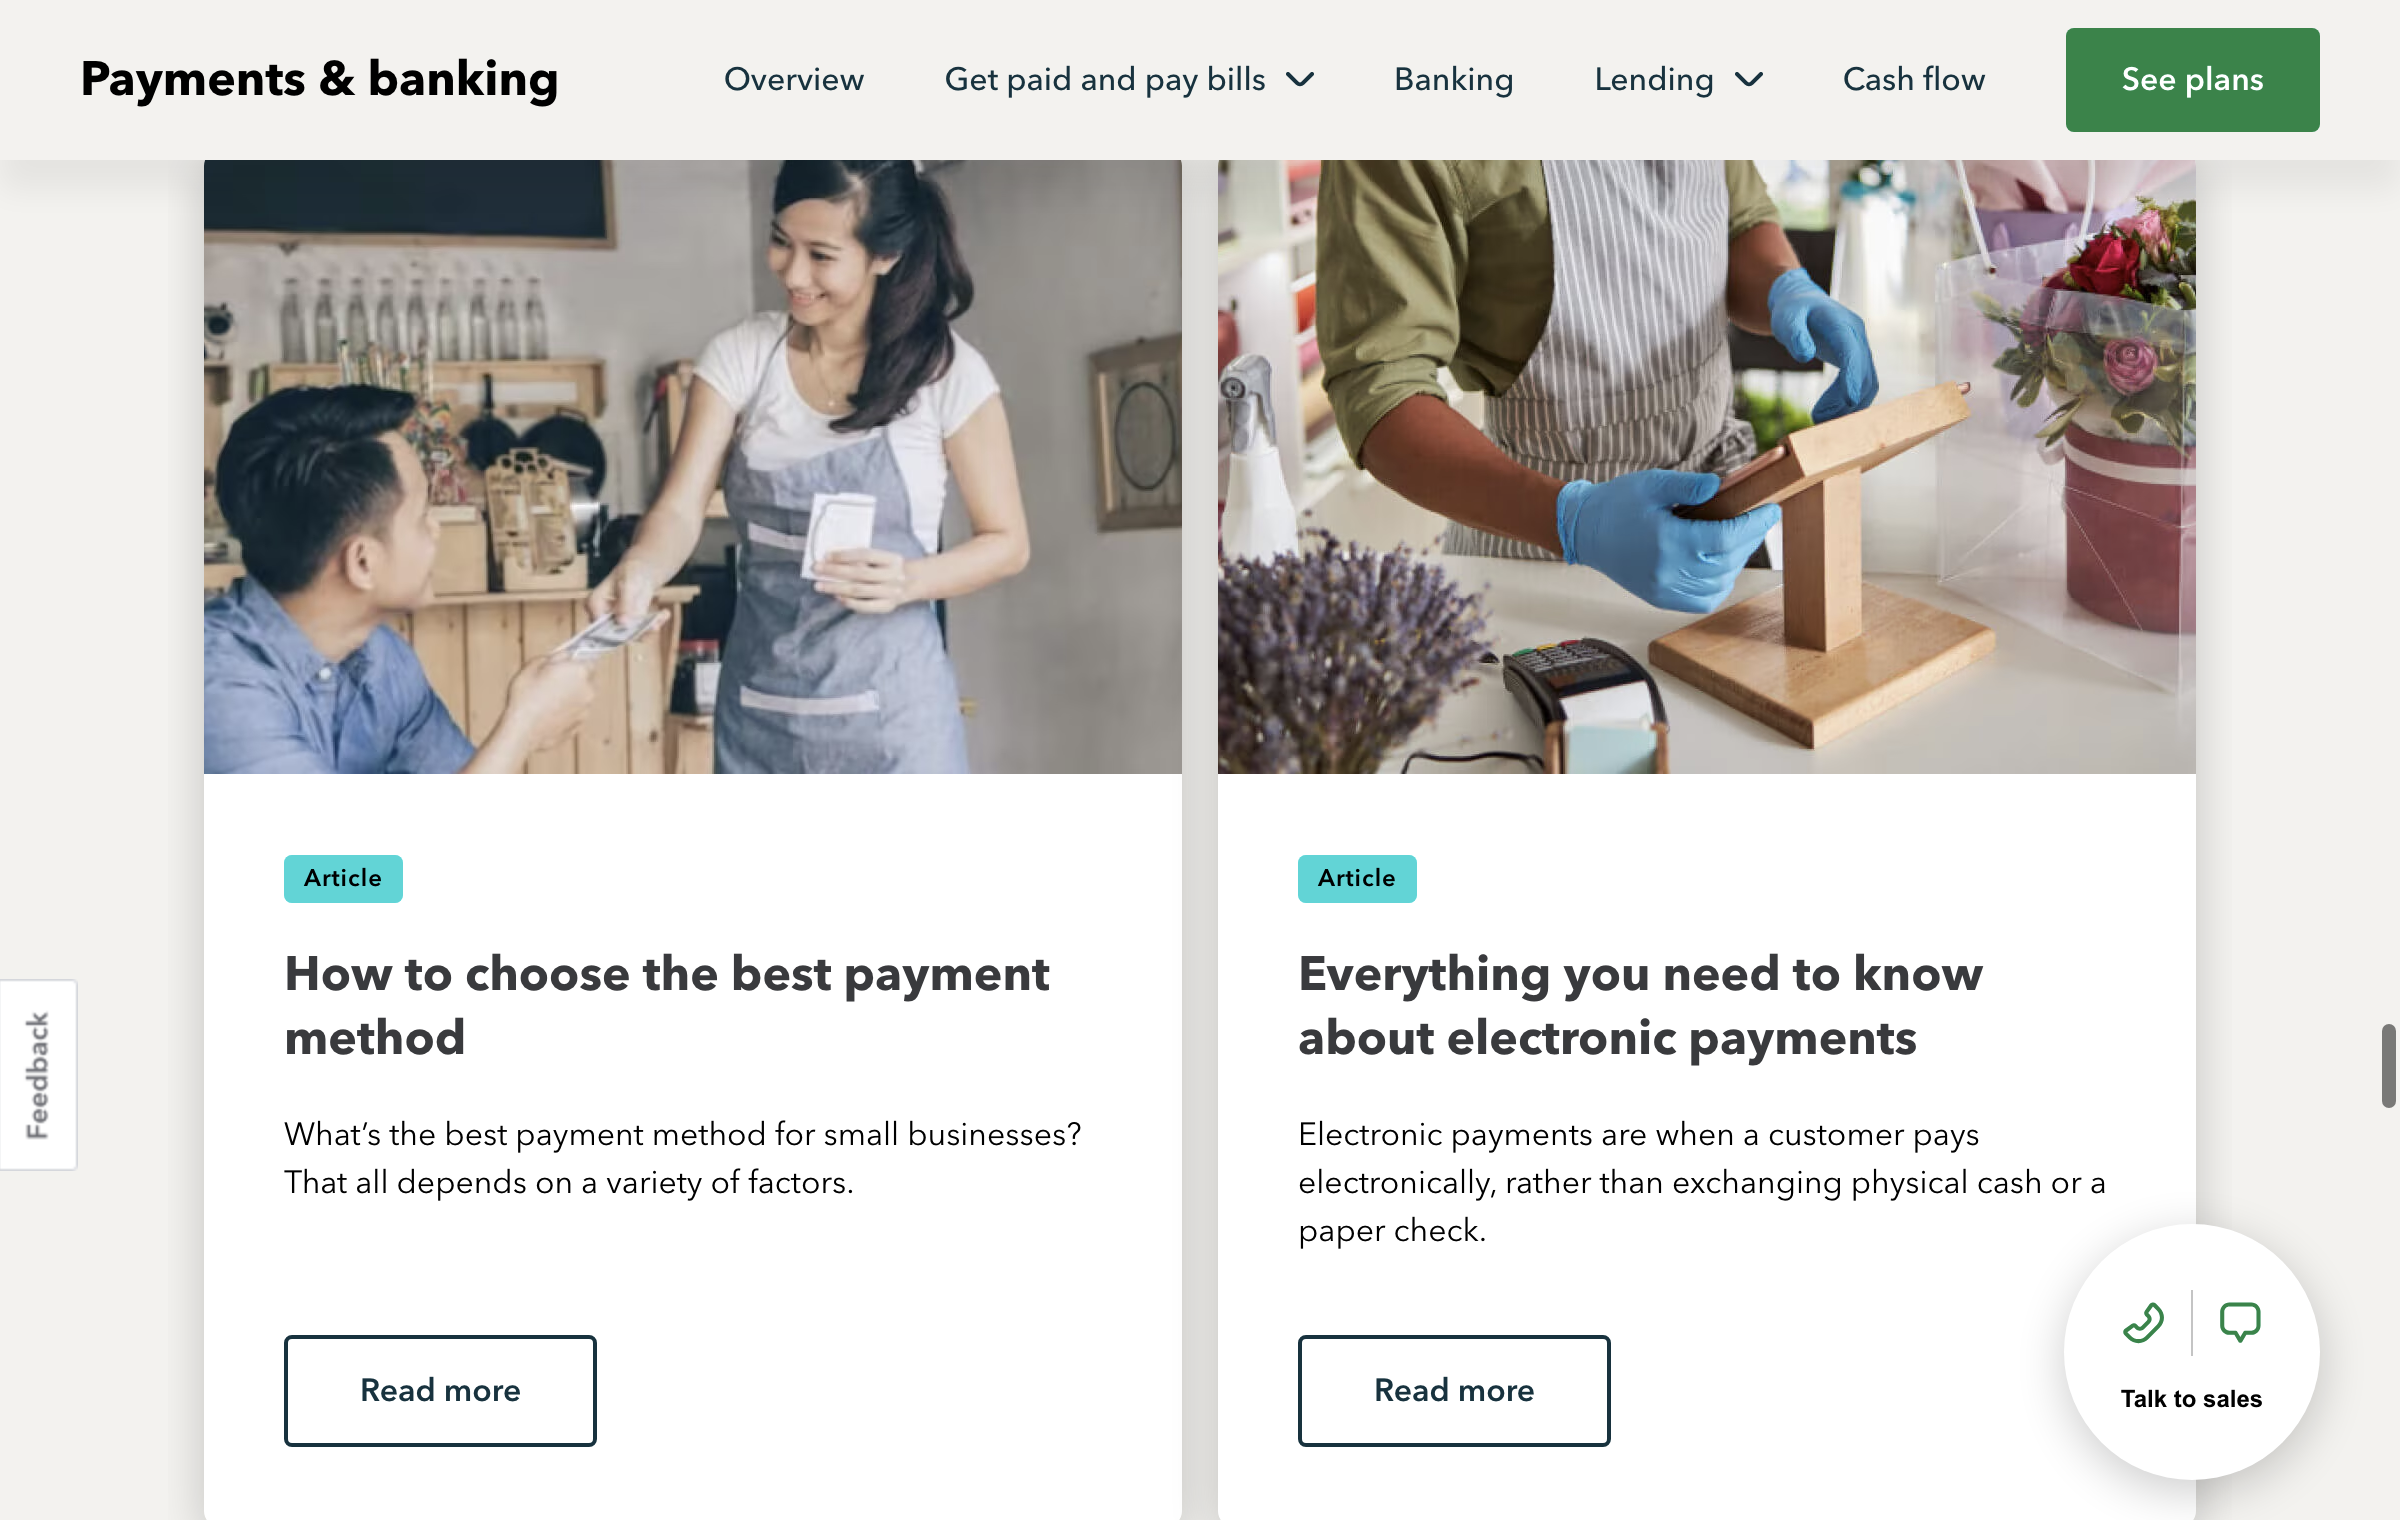 Payments & banking
Overview
Get paid and pay bills
Banking
Lending
Cash flow
See plans
Article
How to choose the best payment
method
What's the best payment method for small businesses?
That all depends on a variety of factors.
Read more
Article
Everything you need to know
about electronic payments
Electronic payments are when a customer pays
electronically, rather than exchanging physical cash or a
paper check.
Read more
Feedback
Talk to sales